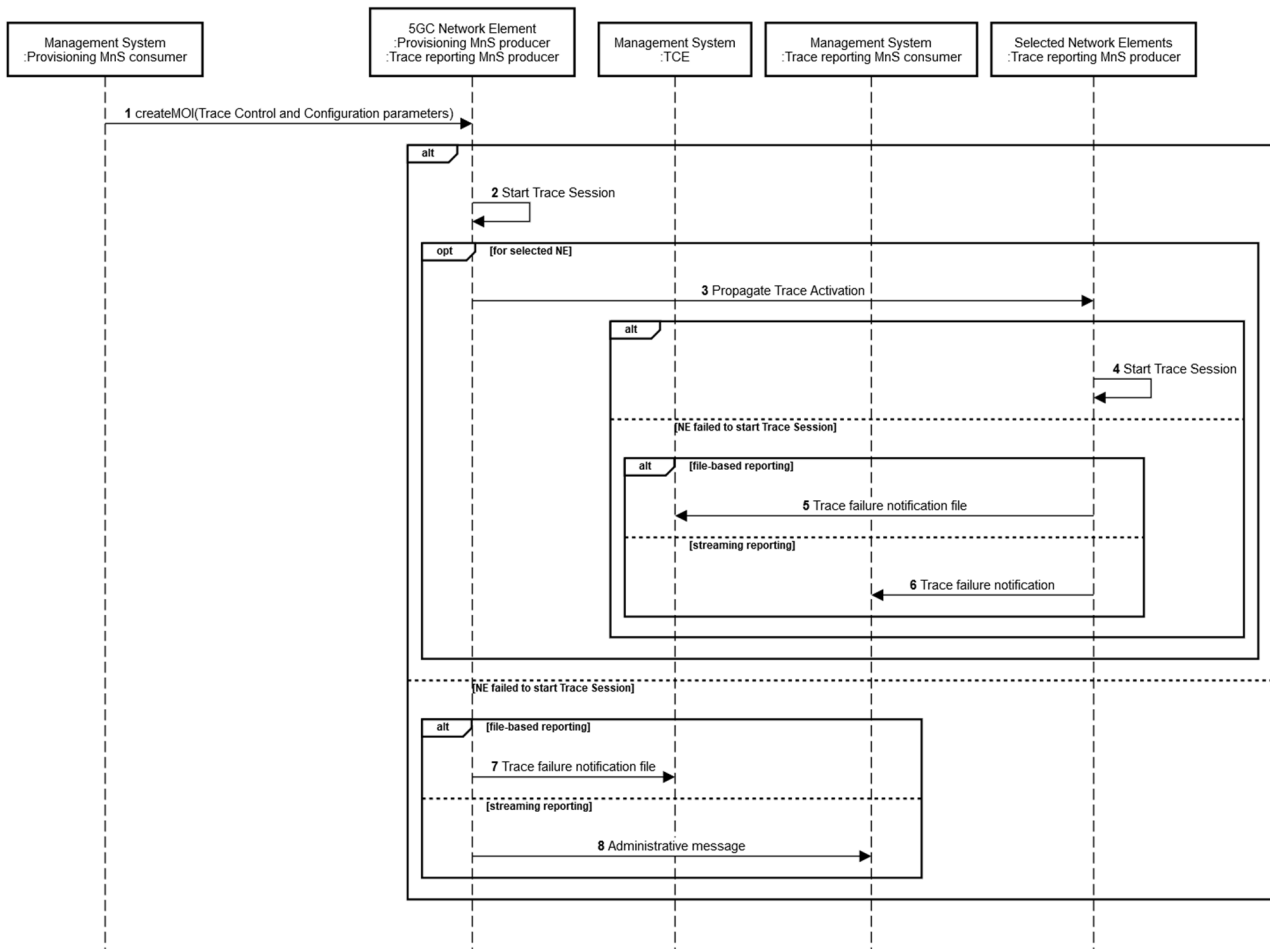 Management System
:Provisioning MnS consumer
5GC Network Element
:Provisioning MnS producer
:Trace reporting MnS producer
Management System
:TCE
Management System
:Trace reporting MnS consumer
Selected Network Elements
:Trace reporting MnS producer
1 createMOI(Trace Control and Configuration parameters)
alt
2 Start Trace Session
opt [for selected NE]
3 Propagate Trace Activation
alt
4 Start Trace Session
[NE failed to start Trace Session]
alt [file-based reporting]
5 Trace failure notification file
[streaming reporting]
6 Trace failure notification
[NE failed to start Trace Session]
alt [file-based reporting]
7 Trace failure notification file
[streaming reporting]
8 Administrative message